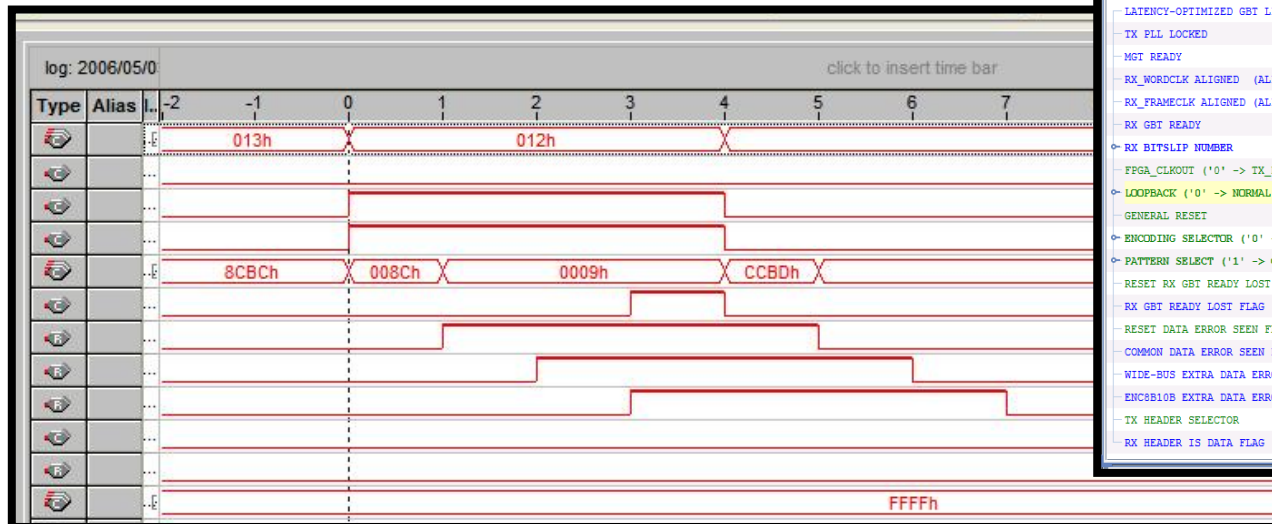 log: 2006/05/0
click to insert time bar
Type Alias I.. -2 -1 0 1 2 3 4 5 6 7
013h 012h
8CBCh 008Ch 0009h CCBDh
FFFFh
LATENCY-OPTIMIZED GBT L
TX PLL LOCKED
MGT READY
RX_WORDCLK ALIGNED (AL
RX_FRAMECLK ALIGNED (AL
RX GBT READY
RX BITSLIP NUMBER
FPGA_CLKOUT ('0' -> TX_
LOOPBACK ('0' -> NORMAL
GENERAL RESET
ENCODING SELECTOR ('0'
PATTERN SELECT ('1' ->
RESET RX GBT READY LOST
RX GBT READY LOST FLAG
RESET DATA ERROR SEEN F
COMMON DATA ERROR SEEN
WIDE-BUS EXTRA DATA ERR
ENC8B10B EXTRA DATA ERR
TX HEADER SELECTOR
RX HEADER IS DATA FLAG